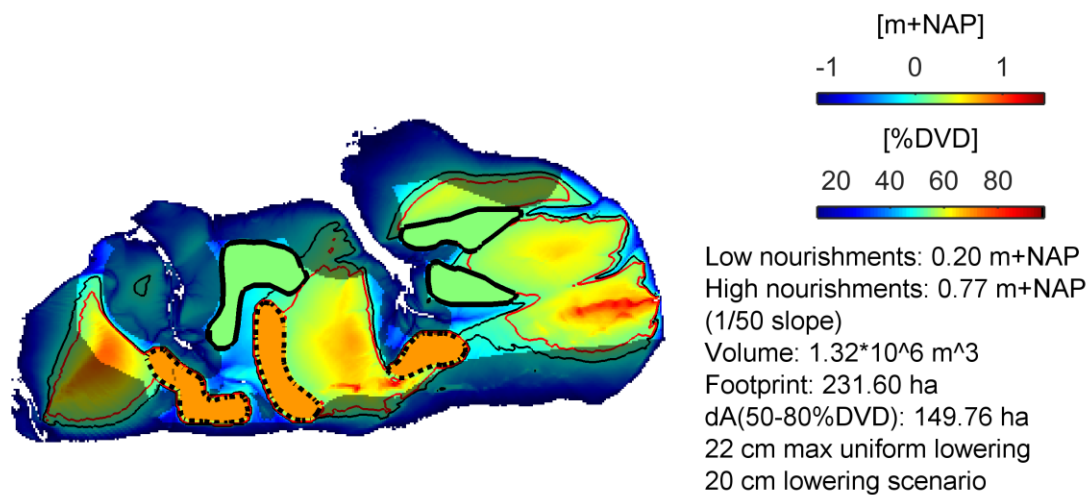 [m+NAP]
-1 0 1
[%DVD]
20 40 60 80
Low nourishments: 0.20 m+NAP
High nourishments: 0.77 m+NAP
(1/50 slope)
Volume: 1.32*10^6 m^3
Footprint: 231.60 ha
dA(50-80%DVD): 149.76 ha
22 cm max uniform lowering
20 cm lowering scenario